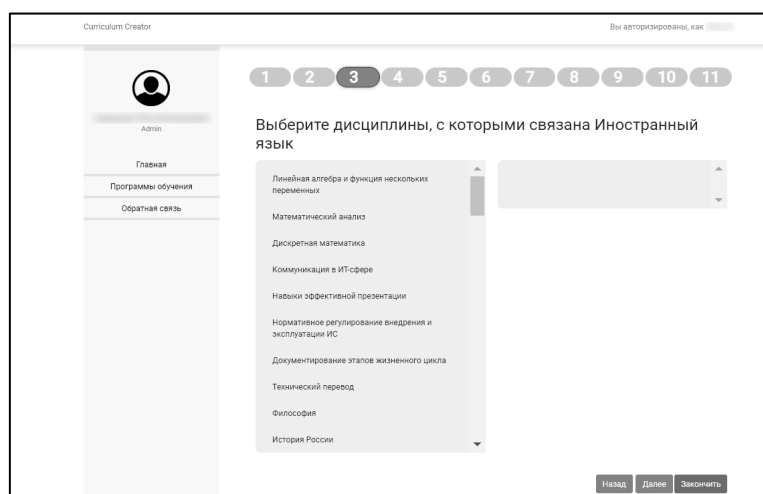 Curriculum Creator
Вы авторизированы, как
Admin
Главная
Программы обучения
Обратная связь
1 2 3 4 5 6 7 8 9 10 11
Выберите дисциплины, с которыми связана Иностранный
язык
Линейная алгебра и функция нескольких
переменных
Математический анализ
Дискретная математика
Коммуникация в ИТ-сфере
Навыки эффективной презентации
Нормативное регулирование внедрения и
эксплуатации ИС
Документирование этапов жизненного цикла
Технический перевод
Философия
История России
Назад Далее Закончить